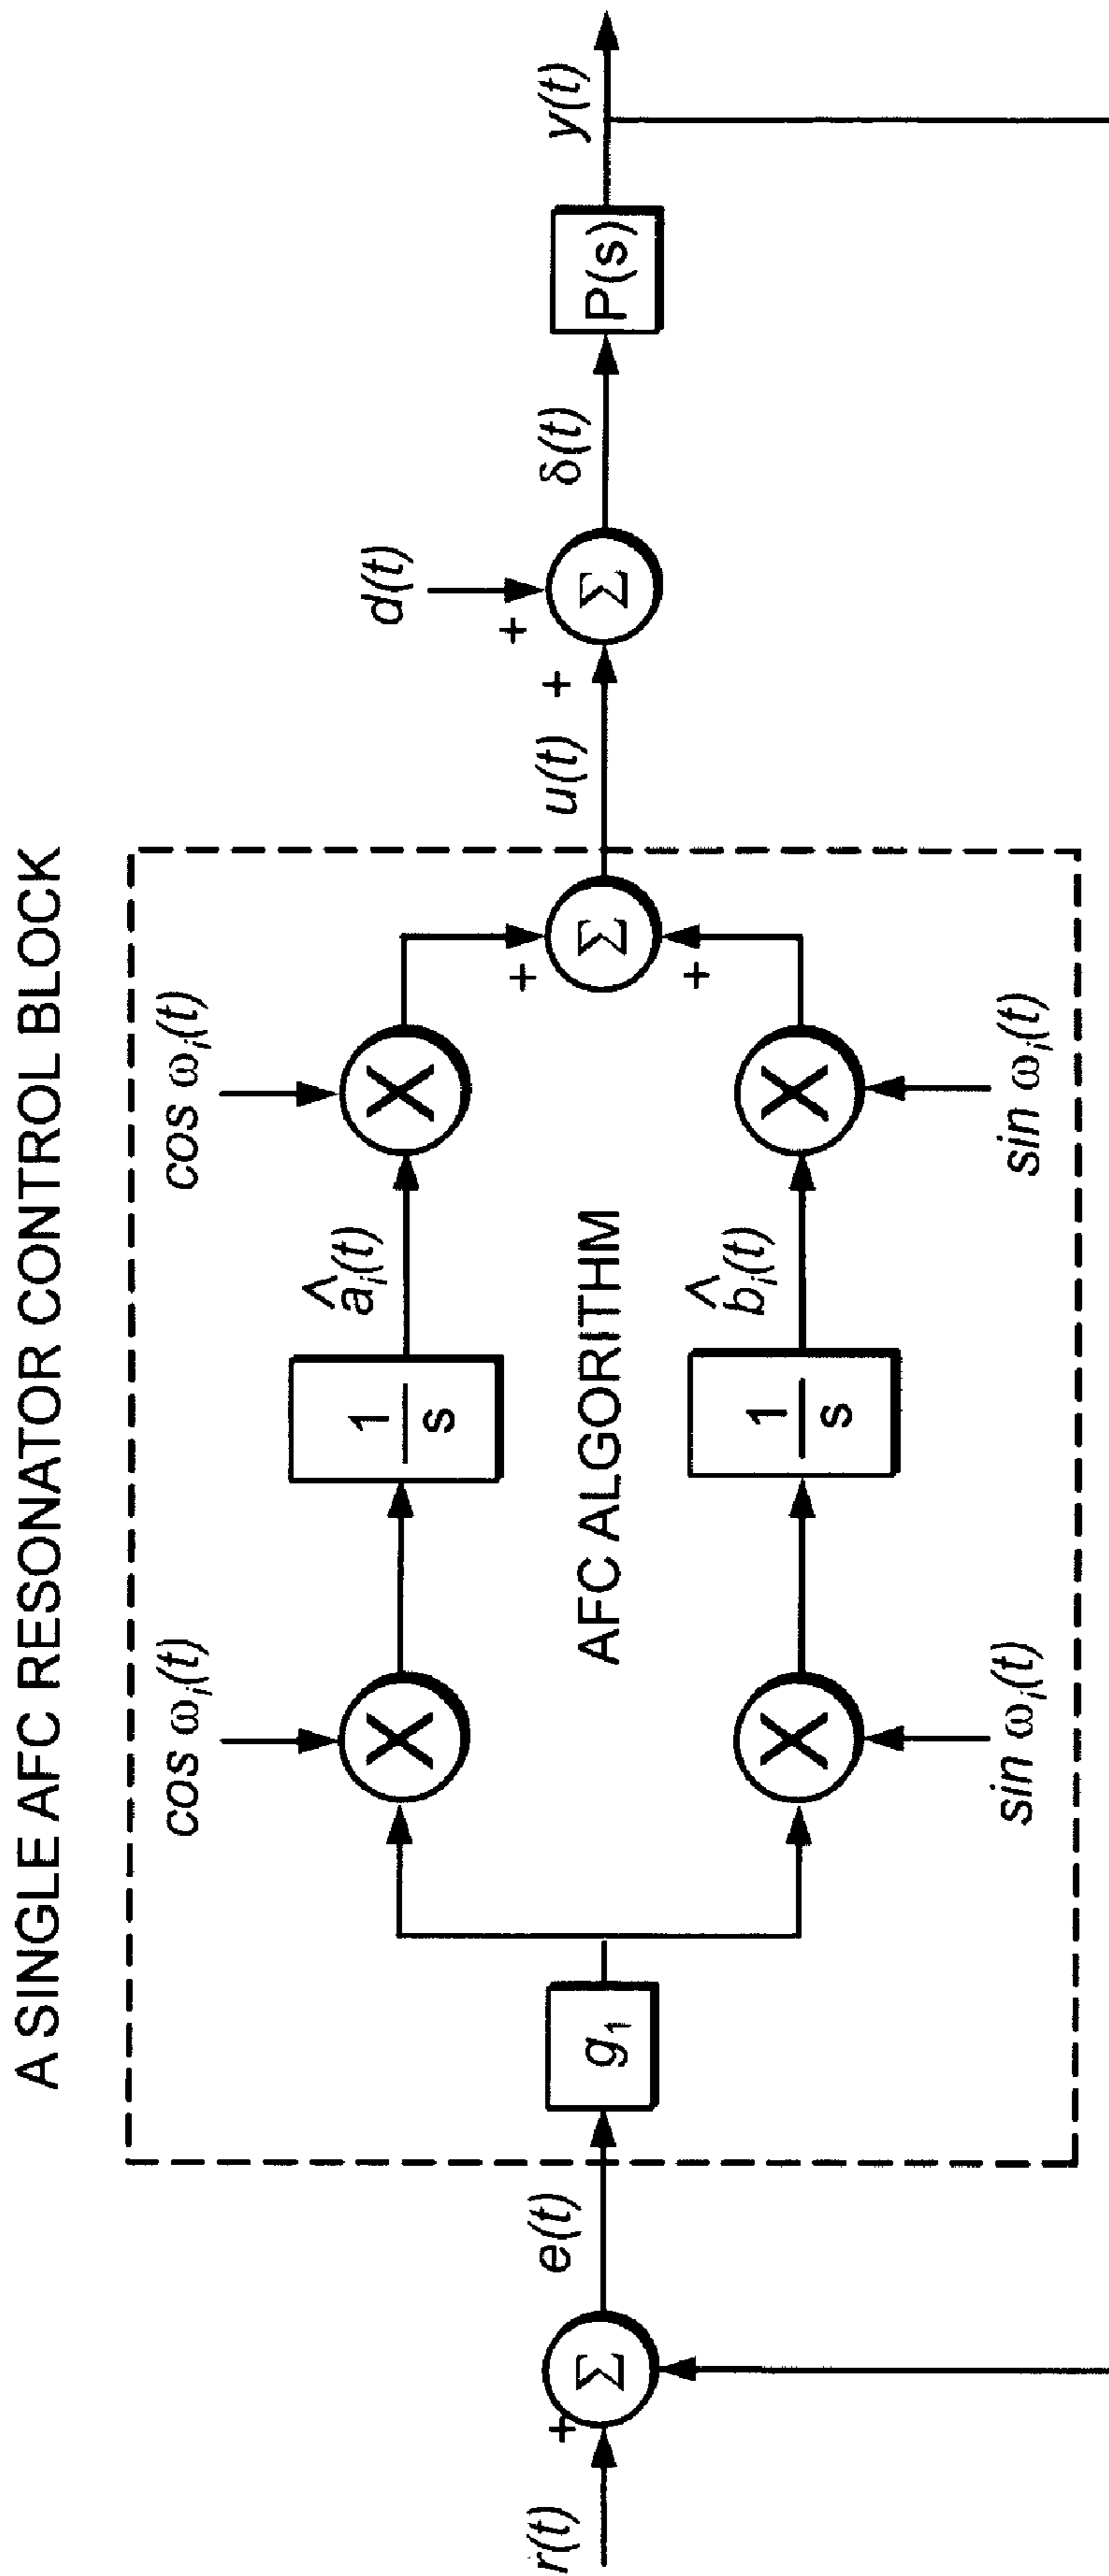 A SINGLE AFC RESONATOR CONTROL BLOCK
cos ωᵢ(t)
cos ωᵢ(t)
d(t)
r(t)
+
Σ
e(t)
g₁
X
1
s
âᵢ(t)
X
+
Σ
+
u(t)
+
+
Σ
δ(t)
P(s)
y(t)
AFC ALGORITHM
X
1
s
b̂ᵢ(t)
X
sin ωᵢ(t)
sin ωᵢ(t)